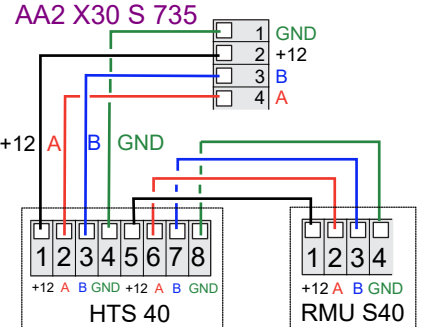 AA2 X30 S 735
1 GND
2 +12
3 B
4 A
+12 A B GND
1 2 3 4 5 6 7 8
+12 A B GND +12 A B GND
HTS 40
1 2 3 4
+12 A B GND
RMU S40